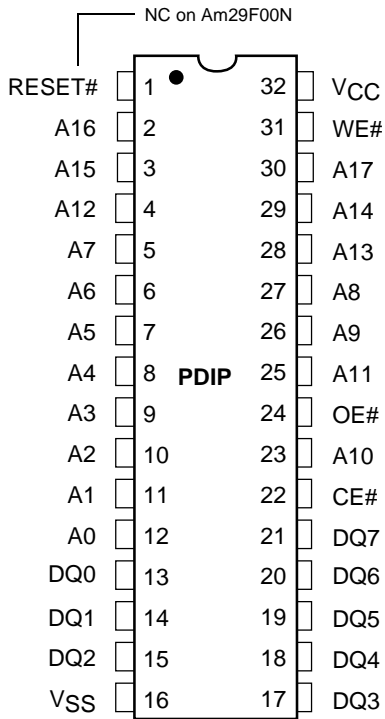 NC on Am29F00N
RESET# 1 32 VCC
A16 2 31 WE#
A15 3 30 A17
A12 4 29 A14
A7 5 28 A13
A6 6 27 A8
A5 7 26 A9
A4 8 PDIP 25 A11
A3 9 24 OE#
A2 10 23 A10
A1 11 22 CE#
A0 12 21 DQ7
DQ0 13 20 DQ6
DQ1 14 19 DQ5
DQ2 15 18 DQ4
VSS 16 17 DQ3